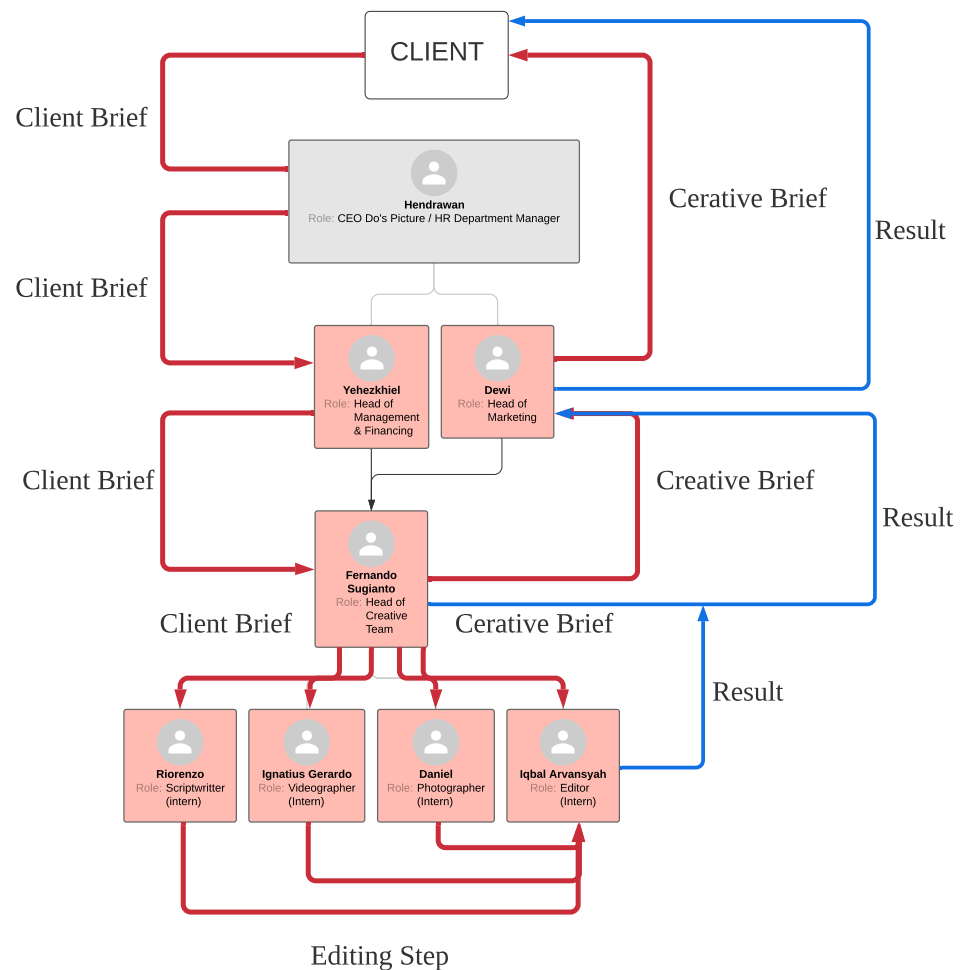 CLIENT
Client Brief
Hendrawan
Role: CEO Do's Picture / HR Department Manager
Cerative Brief
Result
Client Brief
Yehezkhiel
Role: Head of
Management
& Financing
Dewi
Role: Head of
Marketing
Client Brief
Creative Brief
Result
Fernando
Sugianto
Role: Head of
Creative
Team
Client Brief
Cerative Brief
Result
Riorenzo
Role: Scriptwritter
(intern)
Ignatius Gerardo
Role: Videographer
(Intern)
Daniel
Role: Photographer
(Intern)
Iqbal Arvansyah
Role: Editor
(Intern)
Editing Step